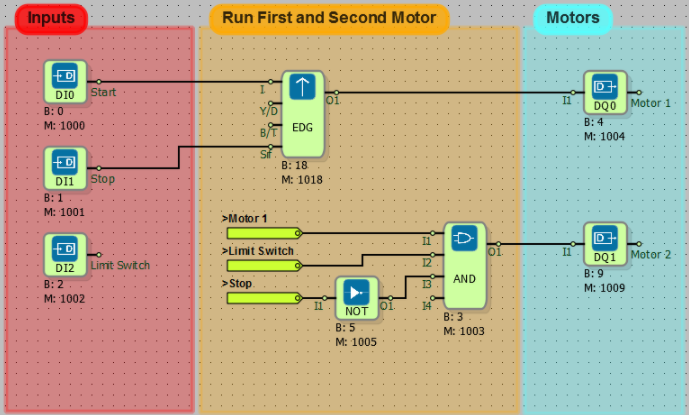 Inputs
Run First and Second Motor
Motors
DI0
Start
B: 0
M: 1000
DI1
Stop
B: 1
M: 1001
DI2
Limit Switch
B: 2
M: 1002
I
Y/D
B/T
Sıf
EDG
O1
B: 18
M: 1018
>Motor 1
>Limit Switch
>Stop
I1
NOT
O1
B: 5
M: 1005
I1
I2
I3
I4
AND
O1
B: 3
M: 1003
I1
DQ0
Motor 1
B: 4
M: 1004
I1
DQ1
Motor 2
B: 9
M: 1009